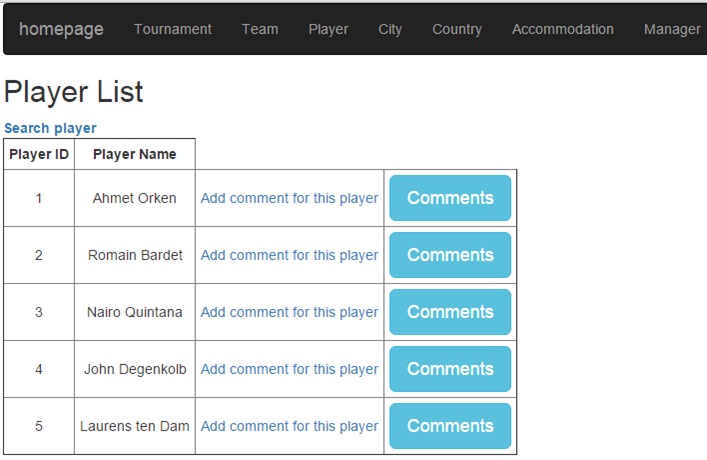 homepage Tournament Team Player City Country Accommodation Manager
Player List
Search player
Player ID Player Name
1 Ahmet Orken Add comment for this player Comments
2 Romain Bardet Add comment for this player Comments
3 Nairo Quintana Add comment for this player Comments
4 John Degenkolb Add comment for this player Comments
5 Laurens ten Dam Add comment for this player Comments